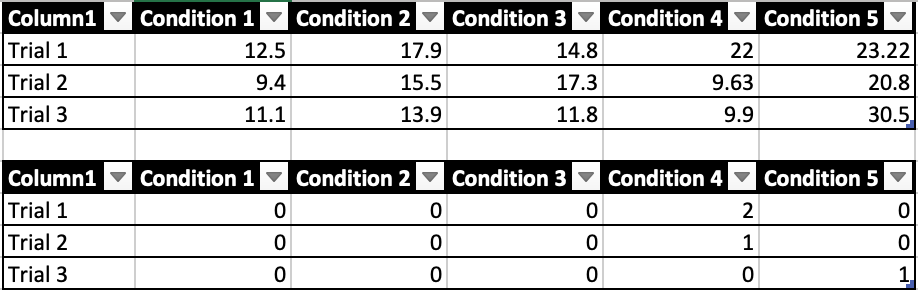 Column1 Condition 1 Condition 2 Condition 3 Condition 4 Condition 5
Trial 1 12.5 17.9 14.8 22 23.22
Trial 2 9.4 15.5 17.3 9.63 20.8
Trial 3 11.1 13.9 11.8 9.9 30.5
Column1 Condition 1 Condition 2 Condition 3 Condition 4 Condition 5
Trial 1 0 0 0 2 0
Trial 2 0 0 0 1 0
Trial 3 0 0 0 0 1